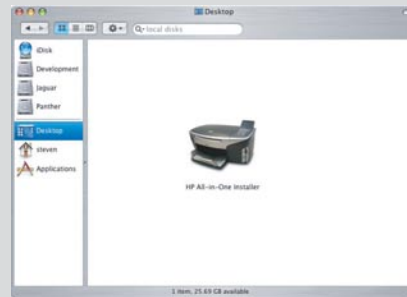 Desktop
local disks
iDisk
Development
Jaguar
Panther
Desktop
steven
Applications
HP All-in-One Installer
1 item, 25.69 GB available